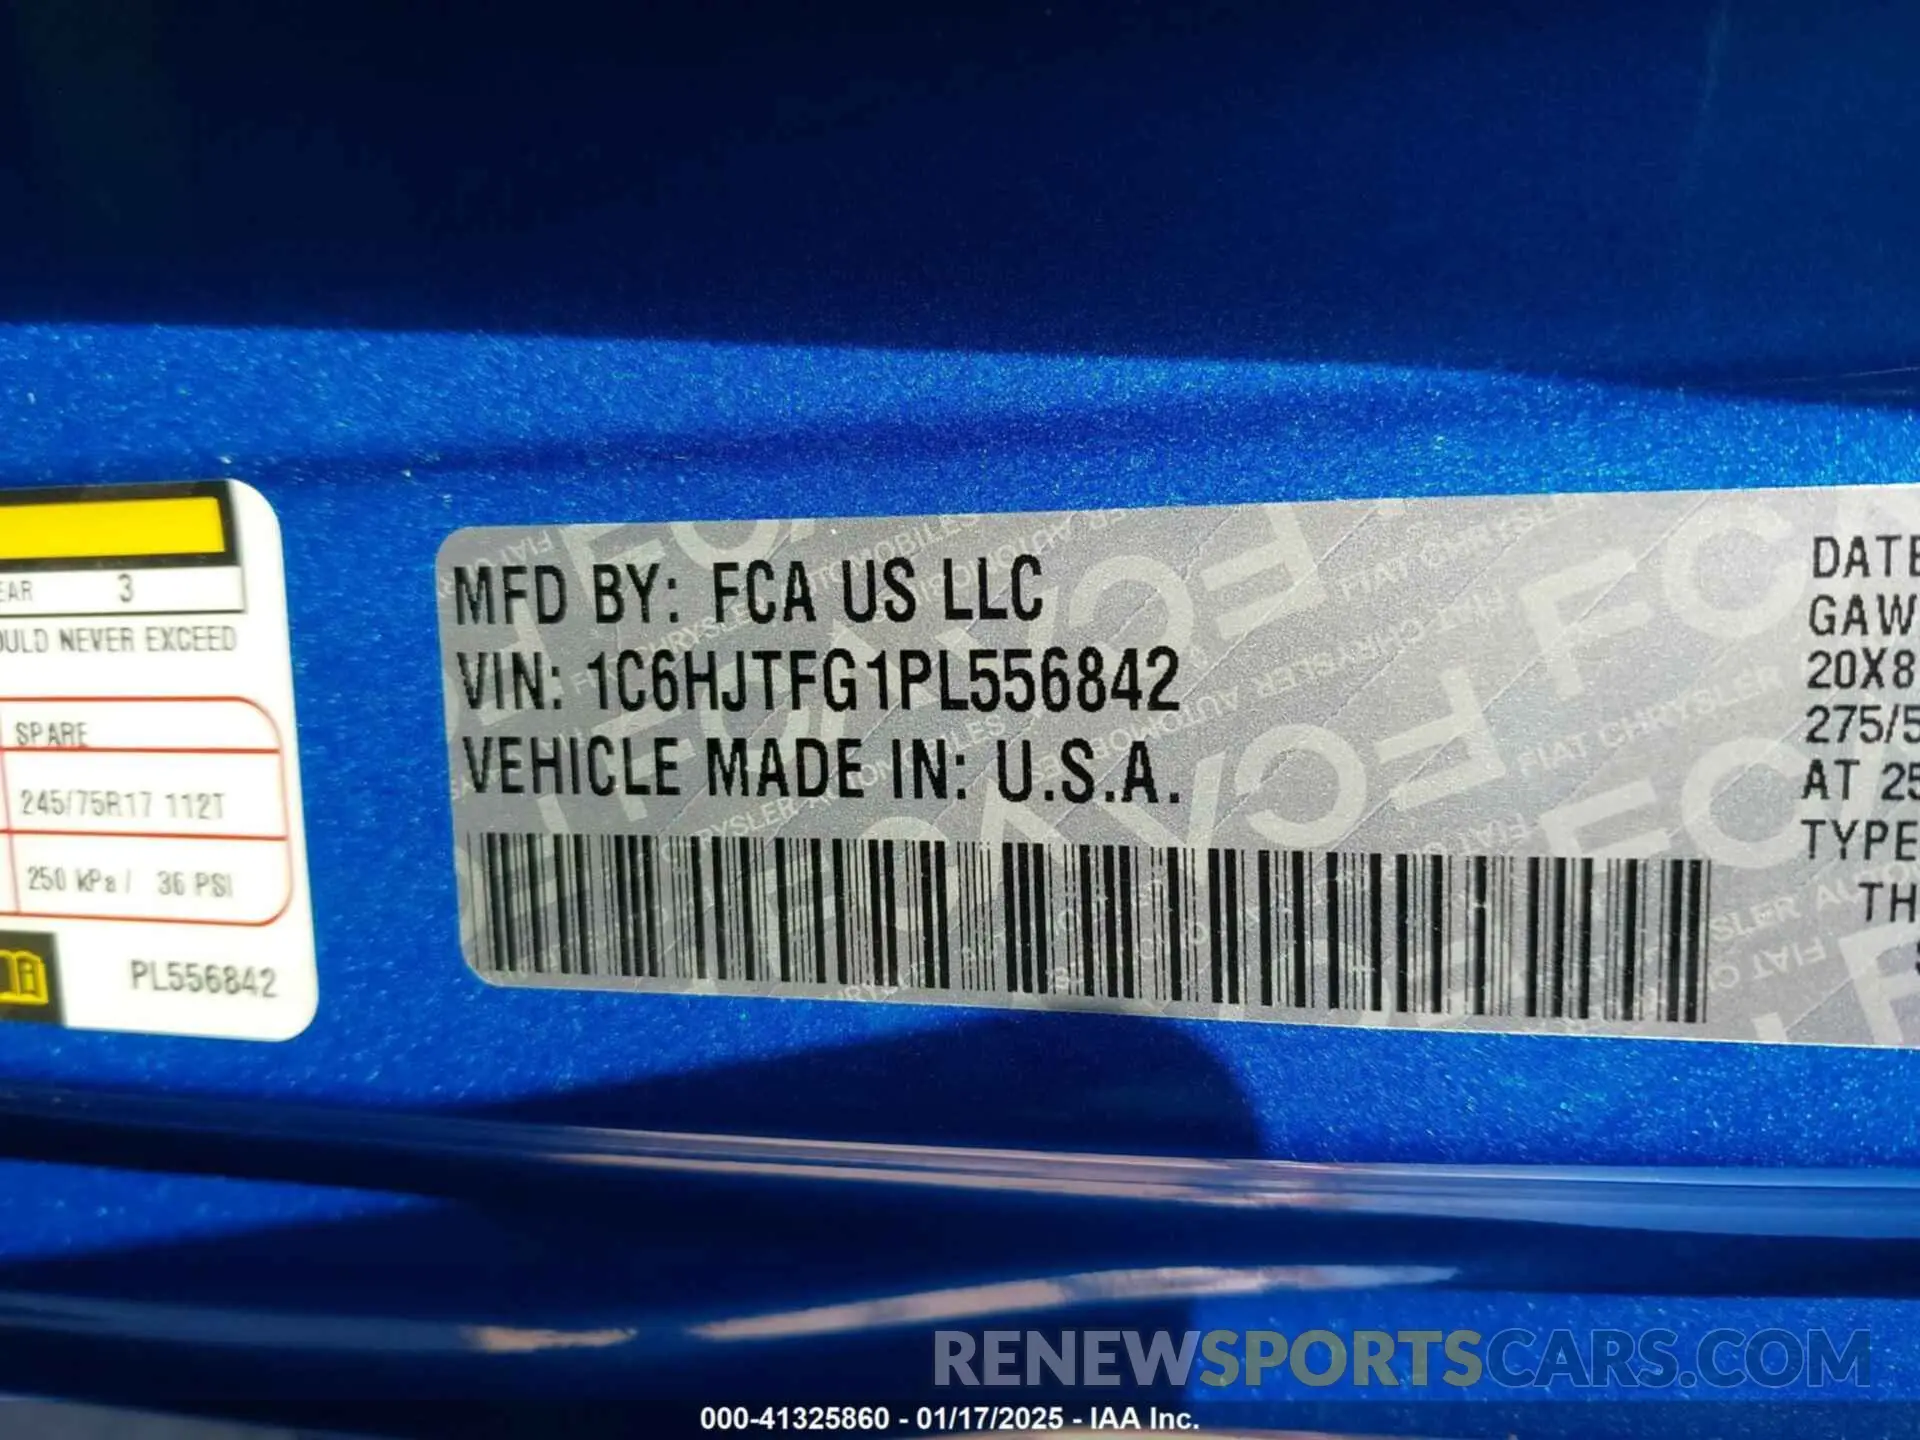 EAR 3
OULD NEVER EXCEED
SPARE
245/75R17 112T
250 kPa / 36 PSI
PL556842
MFD BY: FCA US LLC
VIN: 1C6HJTFG1PL556842
VEHICLE MADE IN: U.S.A.
DATE
GAW
20X8
275/5
AT 25
TYPE
TH
RENEWSPORTSCARS.COM
000-41325860 - 01/17/2025 - IAA Inc.